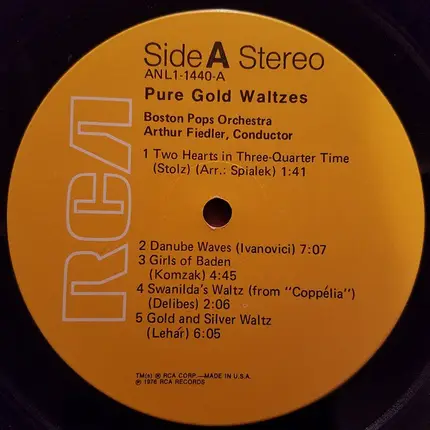 Side A Stereo
ANL1-1440-A
Pure Gold Waltzes
Boston Pops Orchestra
Arthur Fiedler, Conductor
1 Two Hearts in Three-Quarter Time
(Stolz) (Arr.: Spialek) 1:41
RCA
2 Danube Waves (Ivanovici) 7:07
3 Girls of Baden
(Komzak) 4:45
4 Swanilda's Waltz (from "Coppélia")
(Delibes) 2:06
5 Gold and Silver Waltz
(Lehár) 6:05
TM(s) ® RCA CORP.—MADE IN U.S.A.
℗ 1976 RCA RECORDS